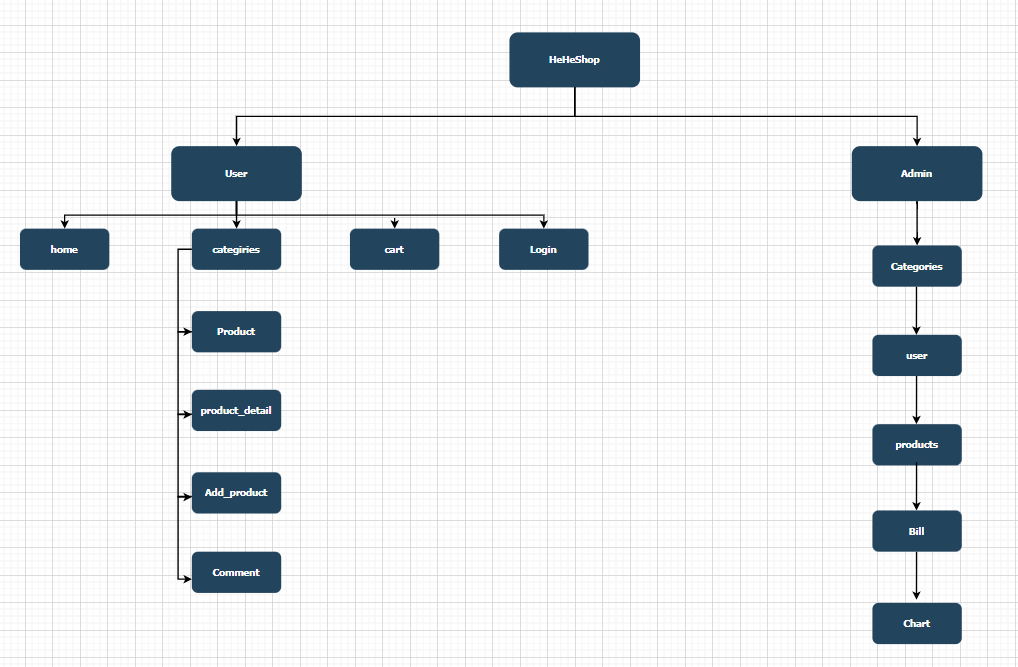 HeHeShop
User
Admin
home
categiries
cart
Login
Categories
Product
user
product_detail
products
Add_product
Bill
Comment
Chart